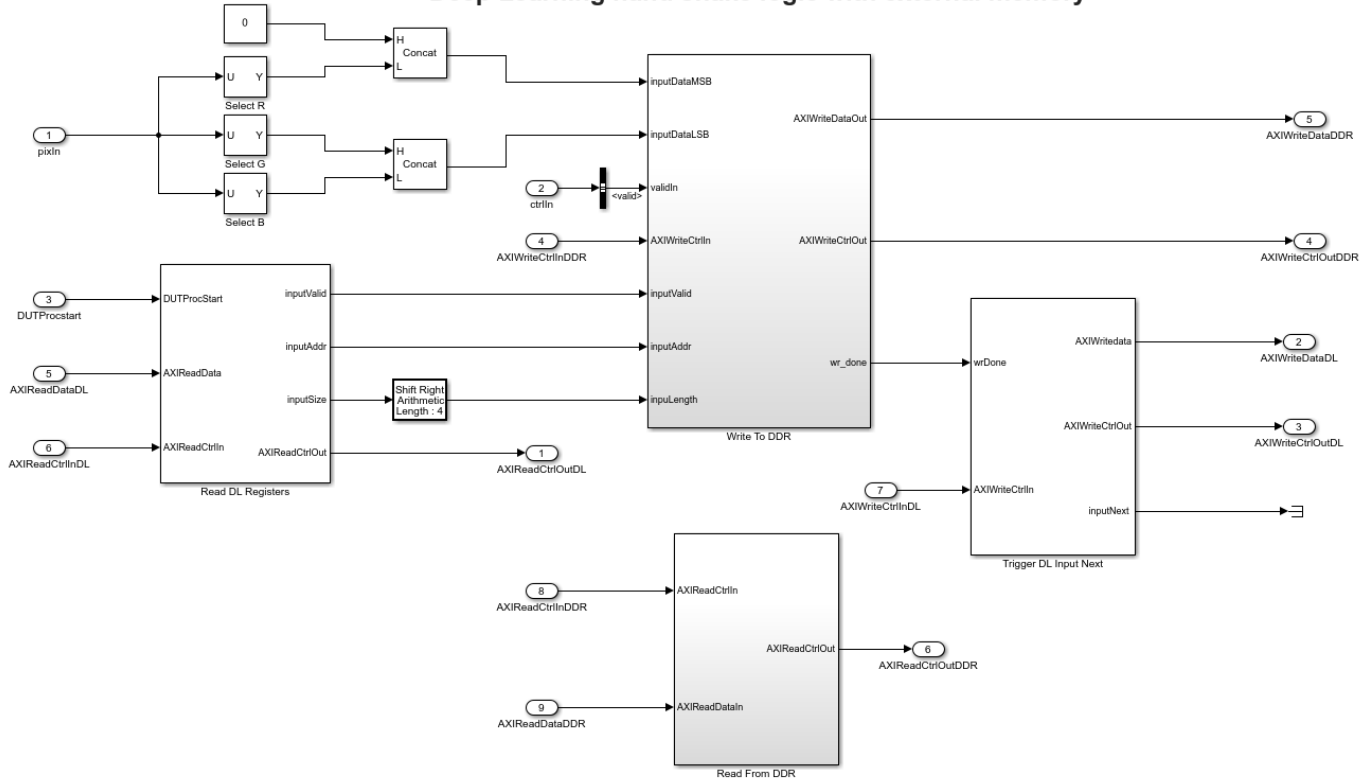 Deep Learning hand shake logic with external memory
0
H
Concat
L
U Y
Select R
U Y
Select G
U Y
Select B
H
Concat
L
1
pixIn
2
ctrlIn
<valid>
4
AXIWriteCtrlInDDR
inputDataMSB
inputDataLSB
validIn
AXIWriteCtrlIn
inputValid
inputAddr
inpuLength
AXIWriteDataOut
AXIWriteCtrlOut
wr_done
Write To DDR
5
AXIWriteDataDDR
4
AXIWriteCtrlOutDDR
3
DUTProcstart
5
AXIReadDataDL
6
AXIReadCtrlInDL
DUTProcStart
AXIReadData
AXIReadCtrlIn
inputValid
inputAddr
inputSize
AXIReadCtrlOut
Read DL Registers
Shift Right
Arithmetic
Length : 4
1
AXIReadCtrlOutDL
7
AXIWriteCtrlInDL
wrDone
AXIWriteCtrlIn
AXIWritedata
AXIWriteCtrlOut
inputNext
Trigger DL Input Next
2
AXIWriteDataDL
3
AXIWriteCtrlOutDL
8
AXIReadCtrlInDDR
9
AXIReadDataDDR
AXIReadCtrlIn
AXIReadDataIn
AXIReadCtrlOut
Read From DDR
6
AXIReadCtrlOutDDR